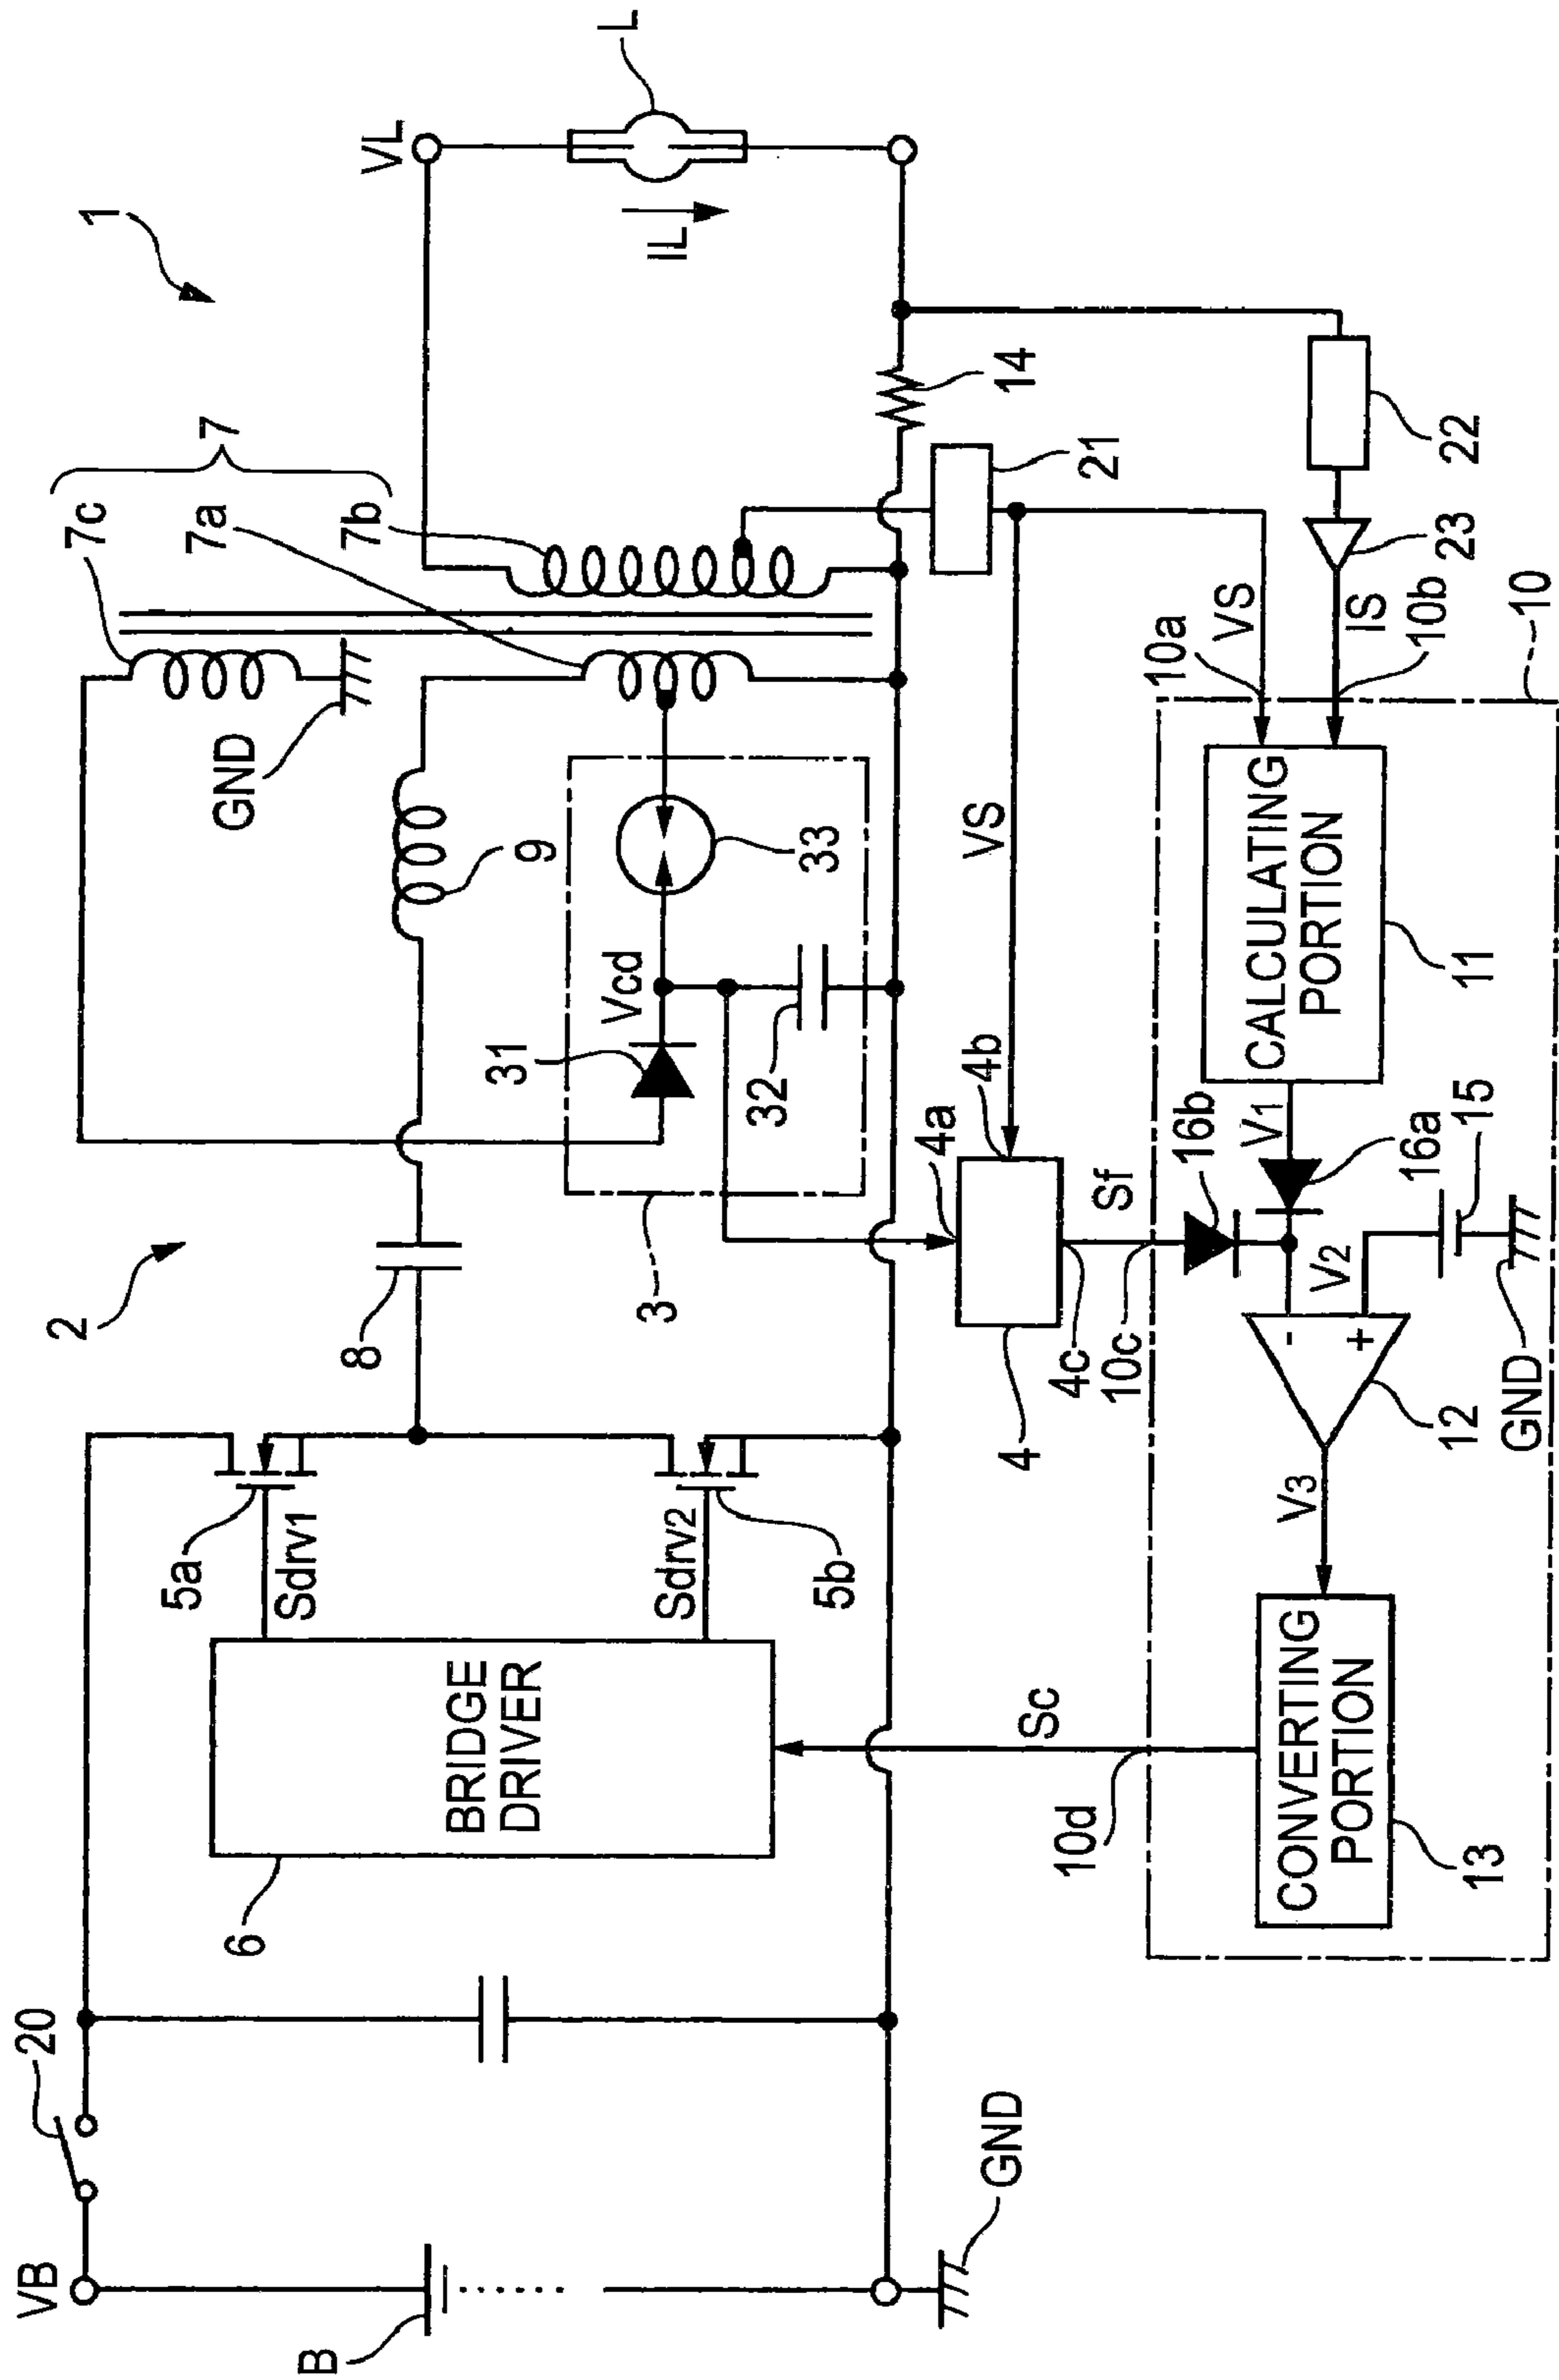 1
2
7
7c
7a
7b
VL
L
IL
GND
9
8
3
31
Vcd
33
32
14
21
22
23
VB
20
B
GND
6
BRIDGE
DRIVER
5a
Sdrv1
Sdrv2
5b
VS
4a
4b
4
4c
Sf
10c
Sc
10d
10a
VS
IS
10b
10
CALCULATING
PORTION
11
V1
16b
16a
15
V2
GND
-
+
12
V3
CONVERTING
PORTION
13